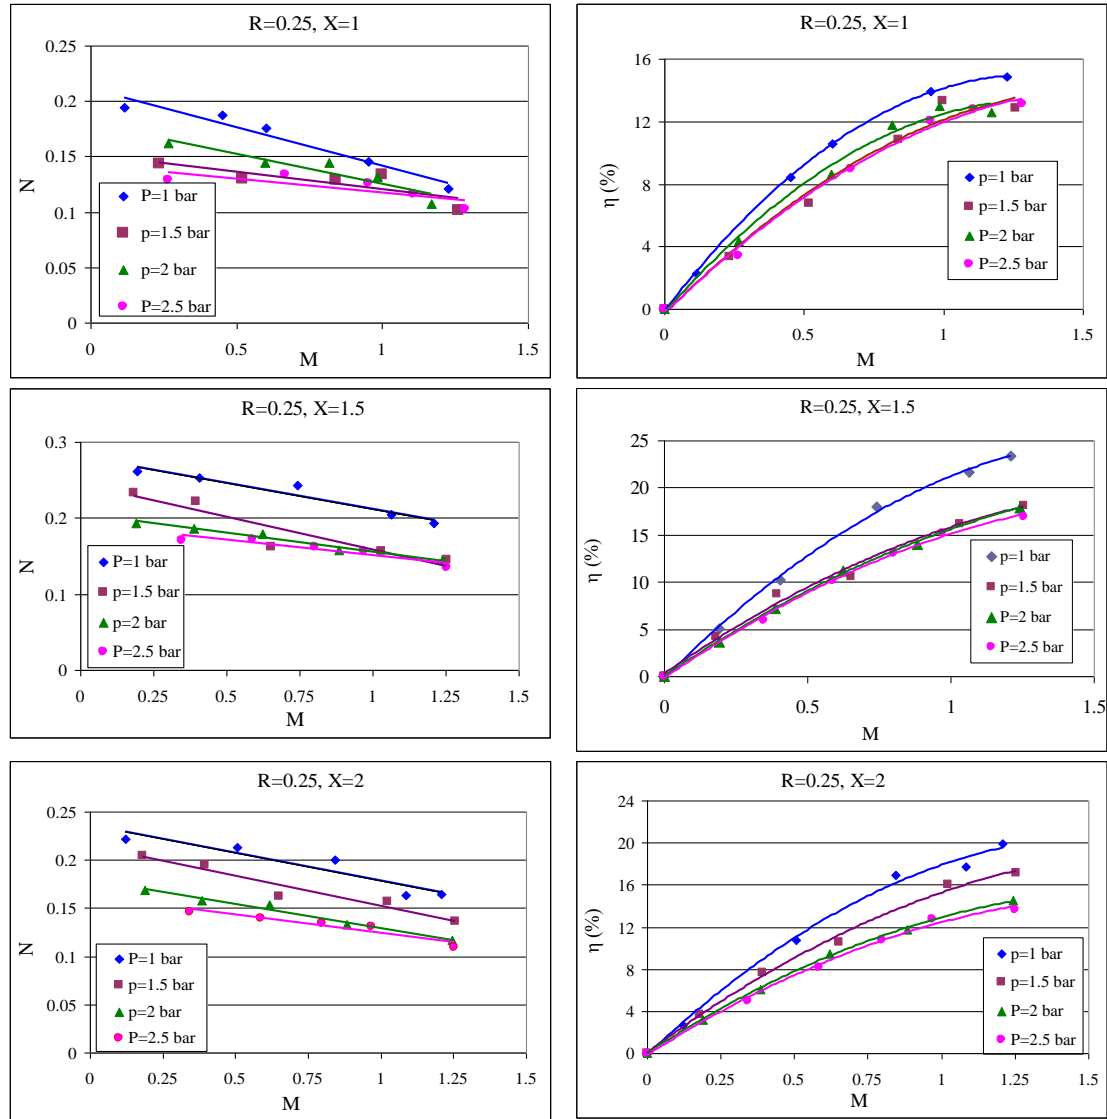 R=0.25, X=1
0.25
0.2
0.15
0.1
0.05
0
N
P=1 bar
p=1.5 bar
p=2 bar
P=2.5 bar
0 0.5 1 1.5
M
R=0.25, X=1
16
12
8
4
0
η (%)
p=1 bar
p=1.5 bar
P=2 bar
P=2.5 bar
0 0.5 1 1.5
M
R=0.25, X=1.5
0.3
0.2
0.1
0
N
P=1 bar
p=1.5 bar
p=2 bar
P=2.5 bar
0 0.25 0.5 0.75 1 1.25 1.5
M
R=0.25, X=1.5
25
20
15
10
5
0
η (%)
p=1 bar
p=1.5 bar
P=2 bar
P=2.5 bar
0 0.5 1 1.5
M
R=0.25, X=2
0.25
0.2
0.15
0.1
0.05
0
N
P=1 bar
p=1.5 bar
p=2 bar
P=2.5 bar
0 0.25 0.5 0.75 1 1.25 1.5
M
R=0.25, X=2
24
20
16
12
8
4
0
η (%)
p=1 bar
p=1.5 bar
P=2 bar
P=2.5 bar
0 0.25 0.5 0.75 1 1.25 1.5
M